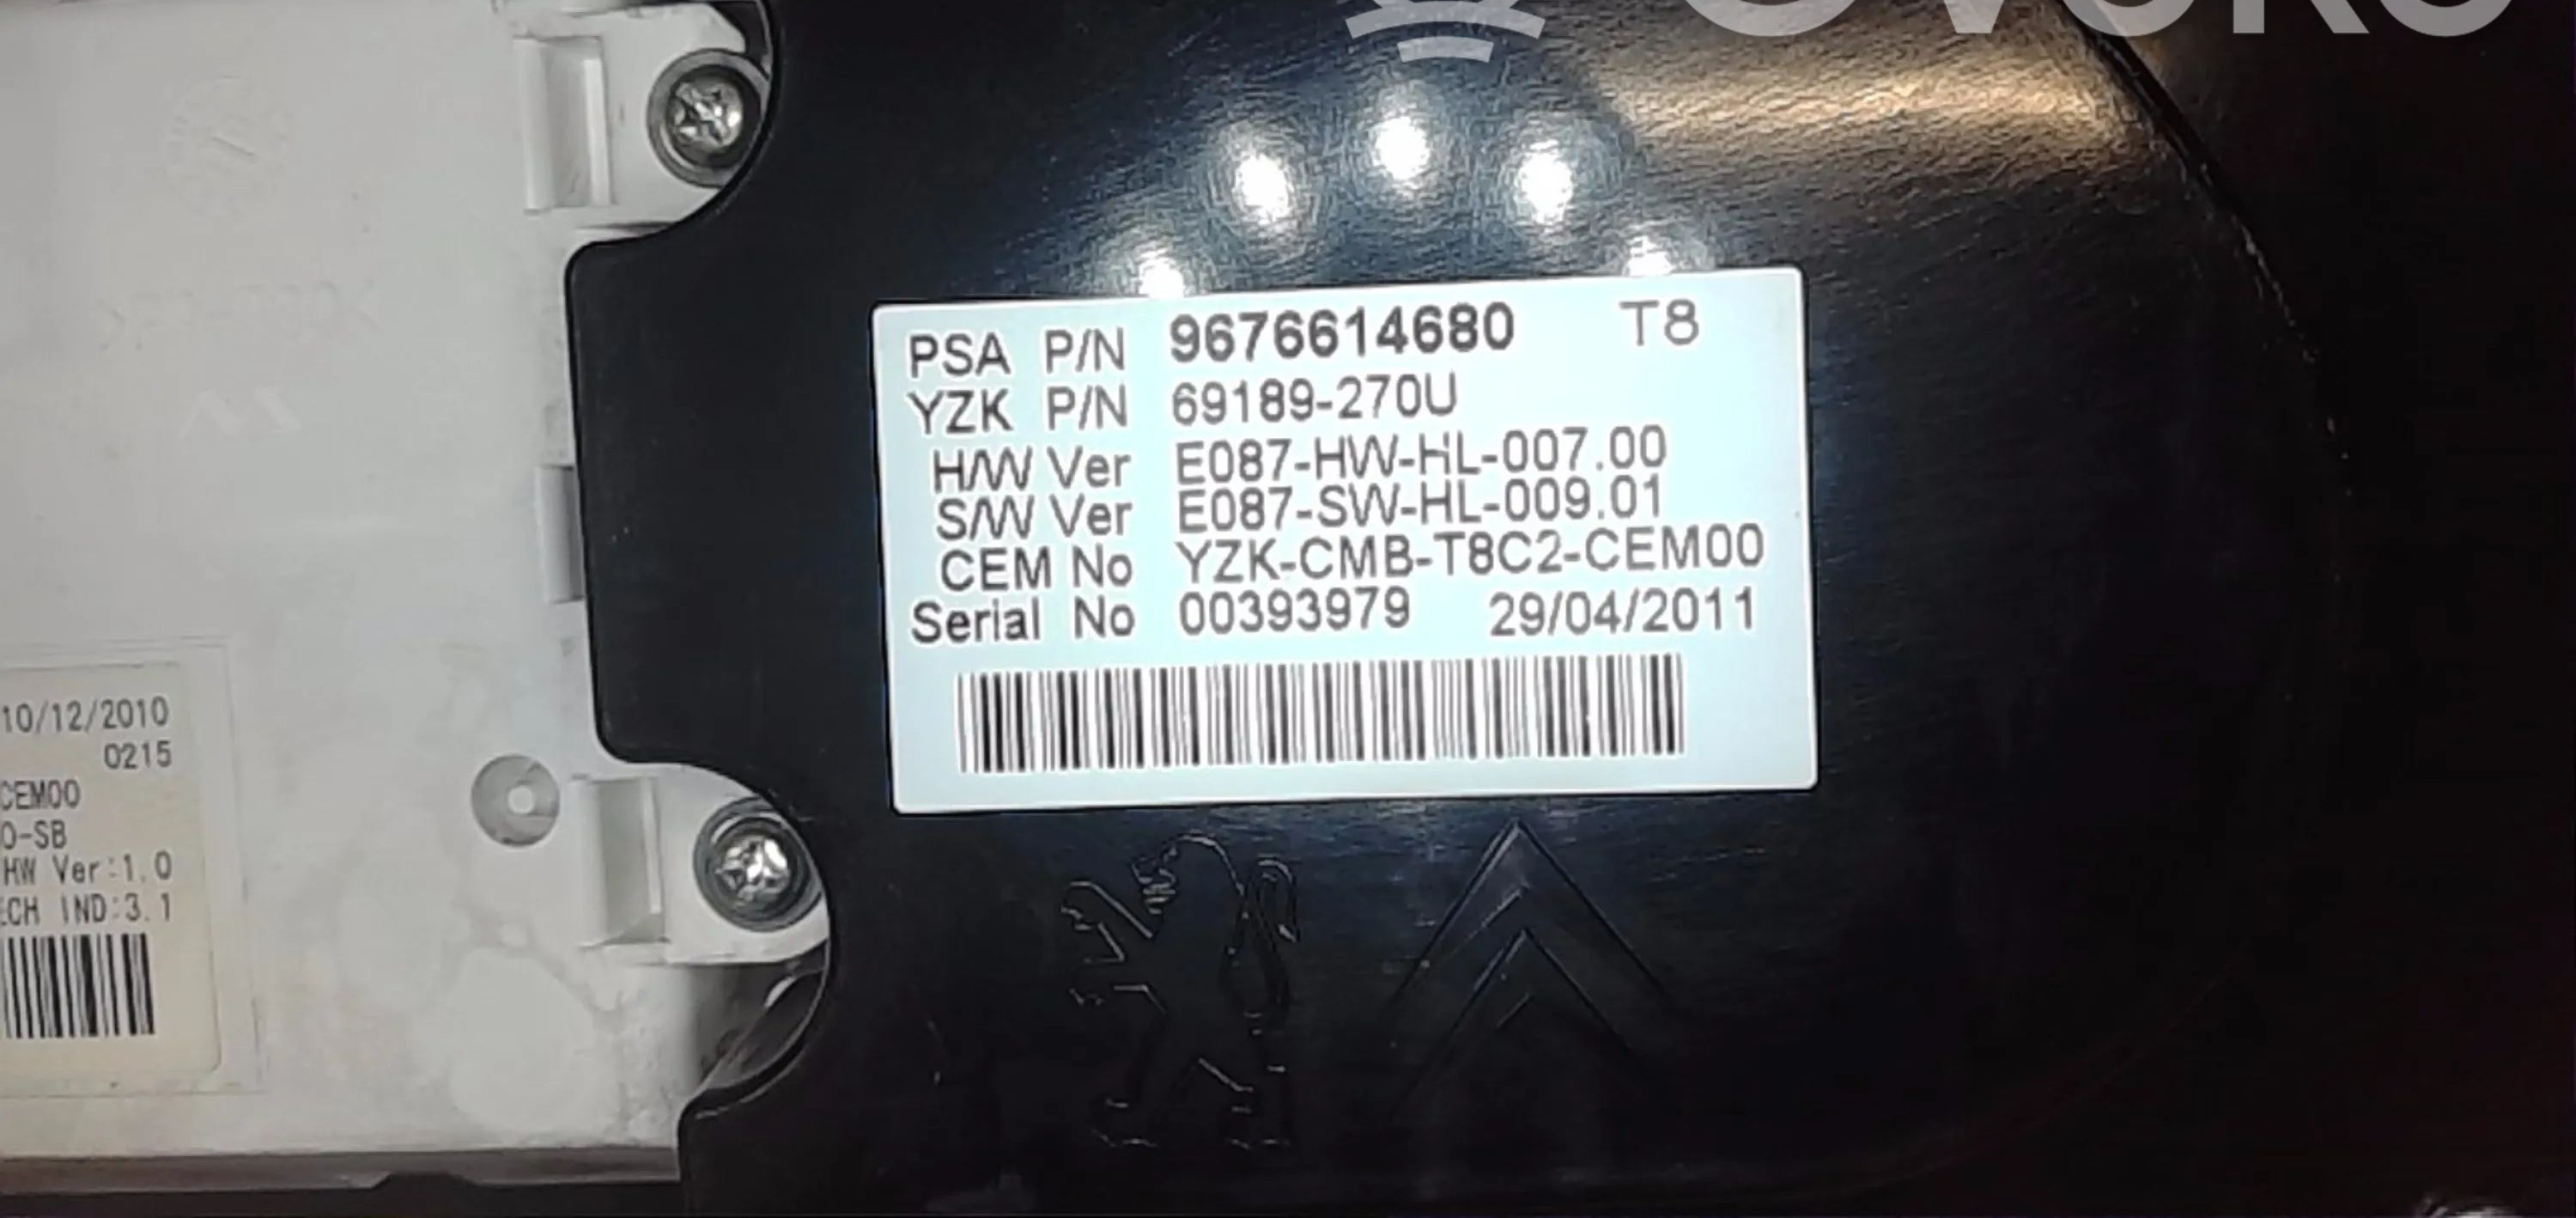 PSA P/N 9676614680 T8
YZK P/N 69189-270U
H/W Ver E087-HW-HL-007.00
S/W Ver E087-SW-HL-009.01
CEM No YZK-CMB-T8C2-CEM00
Serial No 00393979 29/04/2011
10/12/2010
0215
CEM00
0-SB
HW Ver:1.0
ECH IND:3.1